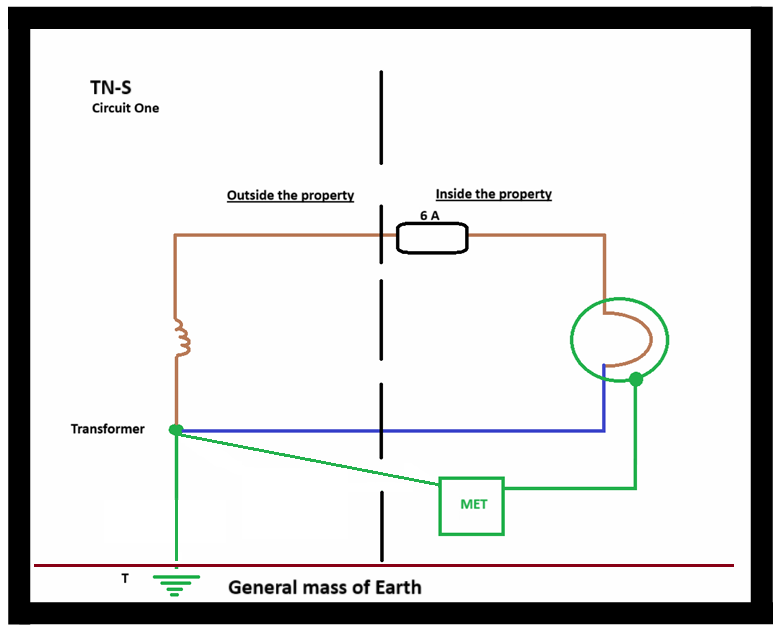 TN-S
Circuit One
Outside the property
Inside the property
6 A
Transformer
MET
T
General mass of Earth